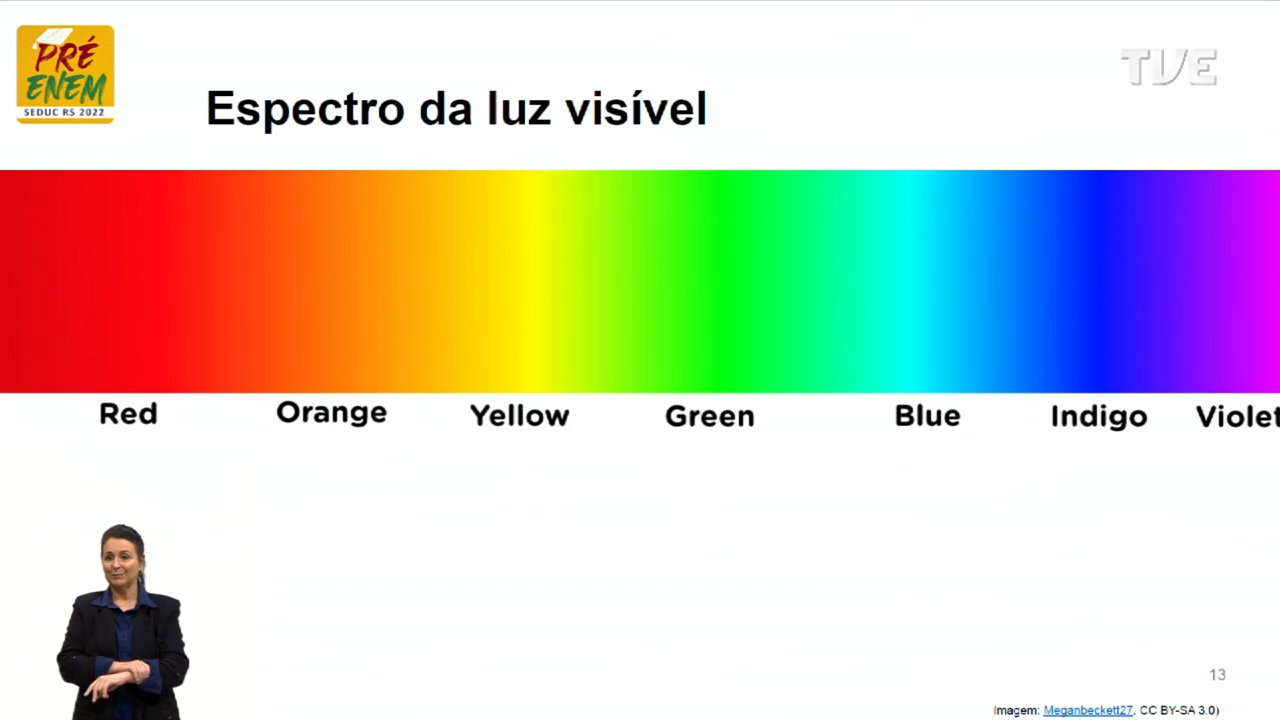 PRÉ
ENEM
SEDUC RS 2022
TVE
Espectro da luz visível
Red Orange Yellow Green Blue Indigo Violet
13
Imagem: Meganbeckett27, CC BY-SA 3.0)